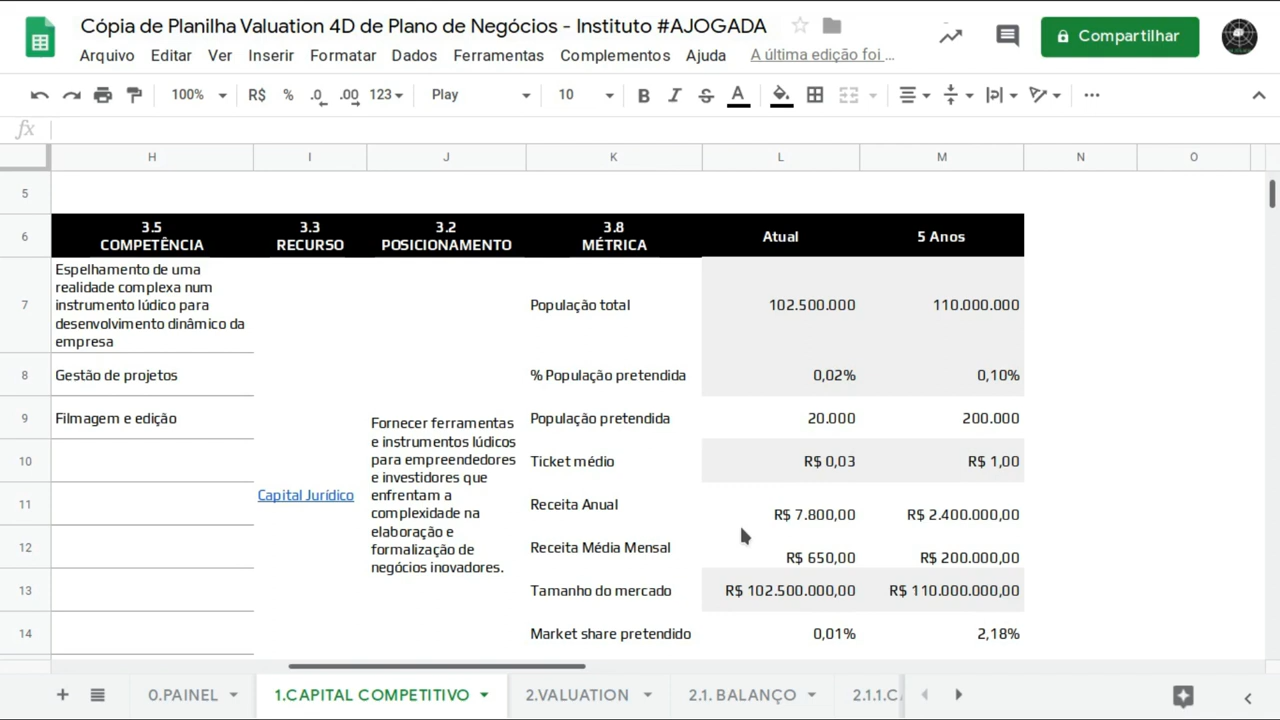 Cópia de Planilha Valuation 4D de Plano de Negócios - Instituto #AJOGADA
Arquivo Editar Ver Inserir Formatar Dados Ferramentas Complementos Ajuda A última edição foi ...
Compartilhar
100% R$ % .0 .00 123 Play 10 B I S A
fx
H I J K L M N O
5
6 3.5 COMPETÊNCIA 3.3 RECURSO 3.2 POSICIONAMENTO 3.8 MÉTRICA Atual 5 Anos
7
Espelhamento de uma
realidade complexa num
instrumento lúdico para
desenvolvimento dinâmico da
empresa
População total 102.500.000 110.000.000
8 Gestão de projetos % População pretendida 0,02% 0,10%
9 Filmagem e edição População pretendida 20.000 200.000
Capital Jurídico
Fornecer ferramentas
e instrumentos lúdicos
para empreendedores
e investidores que
enfrentam a
complexidade na
elaboração e
formalização de
negócios inovadores.
10 Ticket médio R$ 0,03 R$ 1,00
11 Receita Anual R$ 7.800,00 R$ 2.400.000,00
12 Receita Média Mensal R$ 650,00 R$ 200.000,00
13 Tamanho do mercado R$ 102.500.000,00 R$ 110.000.000,00
14 Market share pretendido 0,01% 2,18%
0.PAINEL 1.CAPITAL COMPETITIVO 2.VALUATION 2.1. BALANÇO 2.1.1.C